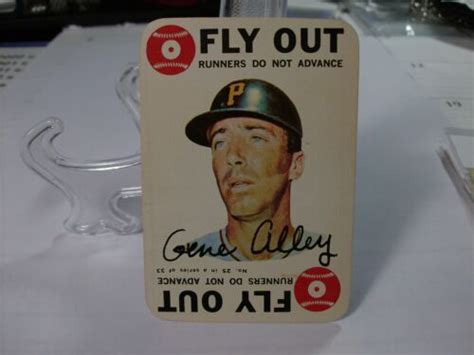 FLY OUT
RUNNERS DO NOT ADVANCE
P
Gene Alley
No. 25 in a series of 33
RUNNERS DO NOT ADVANCE
FLY OUT